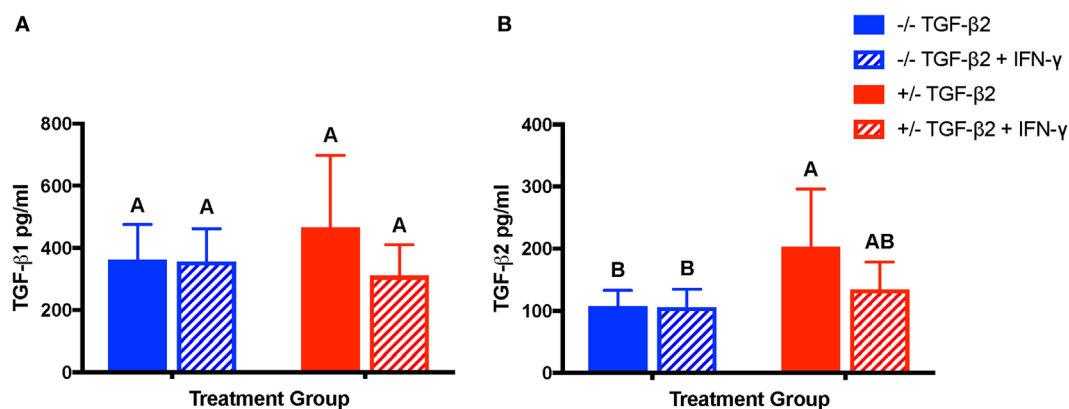 A
B
-/- TGF-β2
-/- TGF-β2 + IFN-γ
+/- TGF-β2
+/- TGF-β2 + IFN-γ
TGF-β1 pg/ml
800
600
400
200
0
A
A
A
A
Treatment Group
TGF-β2 pg/ml
400
300
200
100
0
B
B
A
AB
Treatment Group